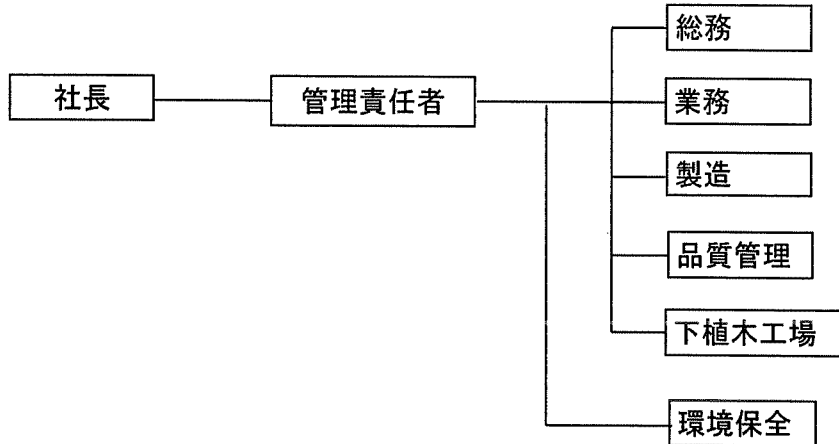 社長
管理責任者
総務
業務
製造
品質管理
下植木工場
環境保全